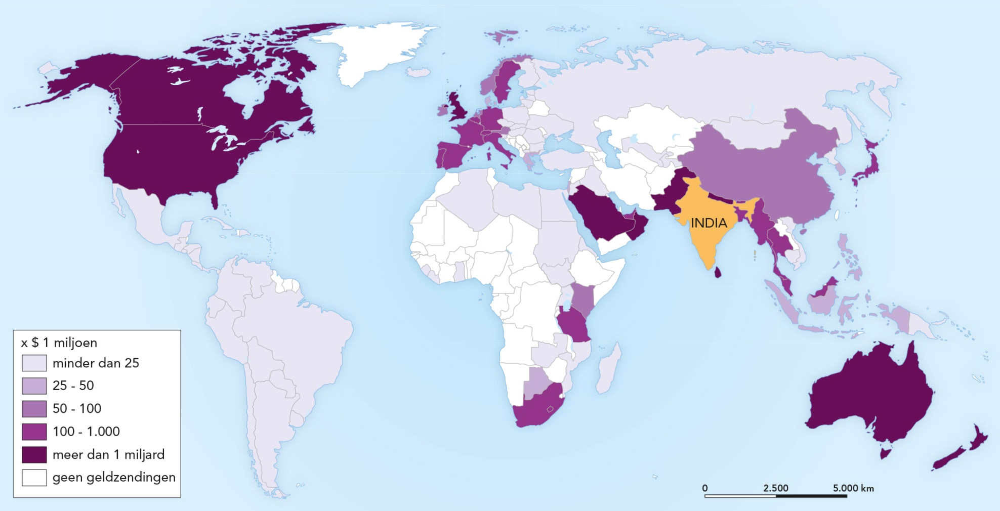 INDIA
x $ 1 miljoen
minder dan 25
25 - 50
50 - 100
100 - 1.000
meer dan 1 miljard
geen geldzendingen
0 2.500 5.000 km